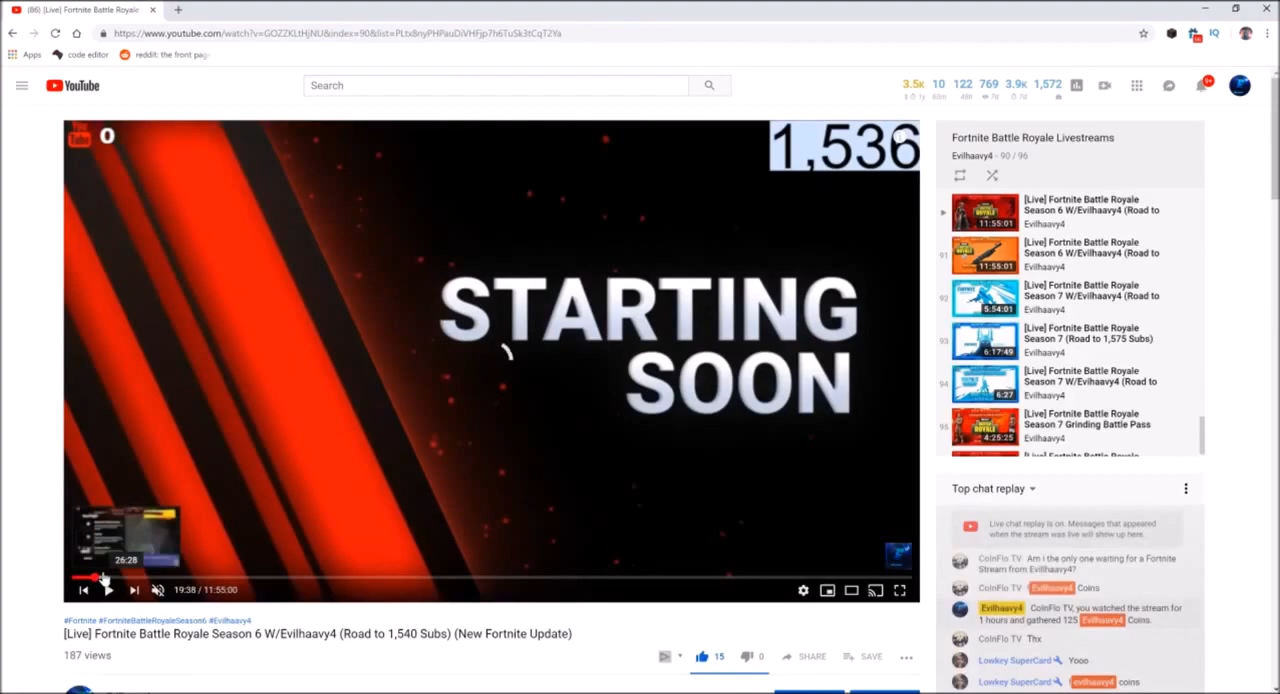 (86) [Live] Fortnite Battle Royale
https://www.youtube.com/watch?v=GOZZKLtHjNU&index=90&list=PLtx8nyPHPauDiVHFjp7h6TuSk3tCqT2Ya
Apps code editor reddit: the front pag
YouTube
Search
3.5K 10 122 769 3.9K 1,572
9+
You
Tube 0
1,536
STARTING
SOON
26:28
19:38 / 11:55:00
#Fortnite #FortniteBattleRoyaleSeason6 #Evilhaavy4
[Live] Fortnite Battle Royale Season 6 W/Evilhaavy4 (Road to 1,540 Subs) (New Fortnite Update)
187 views
15 0 SHARE SAVE
Fortnite Battle Royale Livestreams
Evilhaavy4 - 90 / 96
[Live] Fortnite Battle Royale
Season 6 W/Evilhaavy4 (Road to
Evilhaavy4
11:55:01
91
[Live] Fortnite Battle Royale
Season 6 W/Evilhaavy4 (Road to
Evilhaavy4
11:55:01
92
[Live] Fortnite Battle Royale
Season 7 W/Evilhaavy4 (Road to
Evilhaavy4
5:54:01
93
[Live] Fortnite Battle Royale
Season 7 (Road to 1,575 Subs)
Evilhaavy4
6:17:49
94
[Live] Fortnite Battle Royale
Season 7 W/Evilhaavy4 (Road to
Evilhaavy4
6:27
95
[Live] Fortnite Battle Royale
Season 7 Grinding Battle Pass
Evilhaavy4
4:25:25
Top chat replay
Live chat replay is on. Messages that appeared
when the stream was live will show up here.
CoinFlo TV Am i the only one waiting for a Fortnite
Stream from Evillhaavy4?
CoinFlo TV Evilhaavy4 Coins
Evilhaavy4 CoinFlo TV, you watched the stream for
1 hours and gathered 125 Evilhaavy4 Coins.
CoinFlo TV Thx
Lowkey SuperCard Yooo
Lowkey SuperCard evilhaavy4 coins